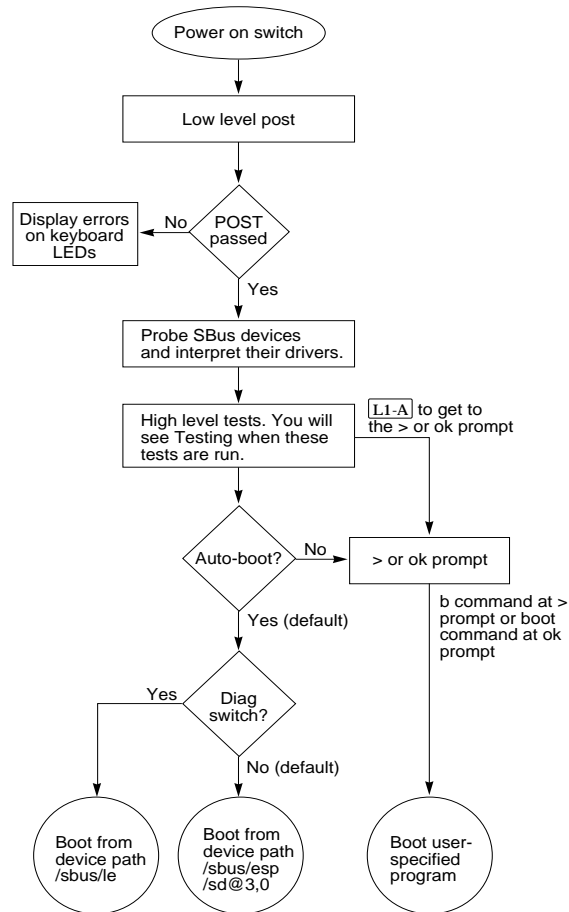 Power on switch
Low level post
Display errors
on keyboard
LEDs
No
POST
passed
Yes
Probe SBus devices
and interpret their drivers.
High level tests. You will
see Testing when these
tests are run.
L1-A to get to
the > or ok prompt
Auto-boot?
No
> or ok prompt
Yes (default)
b command at >
prompt or boot
command at ok
prompt
Yes
Diag
switch?
No (default)
Boot from
device path
/sbus/le
Boot from
device path
/sbus/esp
/sd@3,0
Boot user-
specified
program